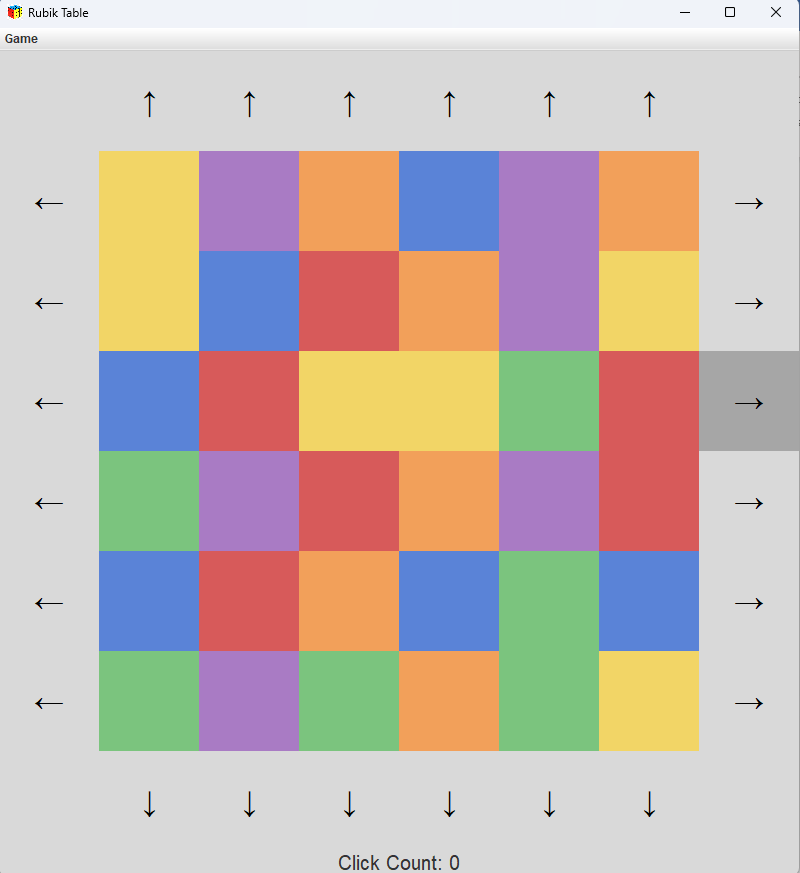 Rubik Table
Game
↑ ↑ ↑ ↑ ↑ ↑
← →
← →
← →
← →
← →
← →
↓ ↓ ↓ ↓ ↓ ↓
Click Count: 0